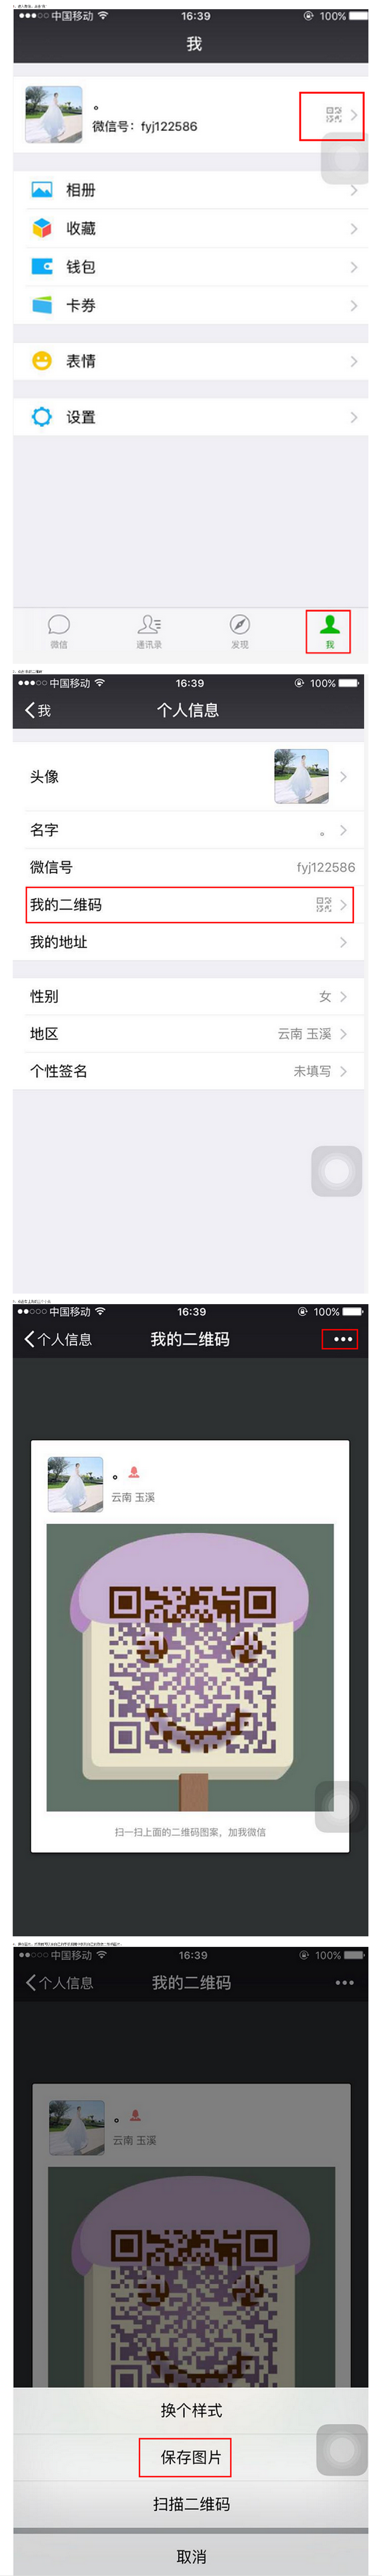 中国移动 16:39 100%
我
。
微信号：fyj122586
相册
收藏
钱包
卡券
表情
设置
微信 通讯录 发现 我
中国移动 16:39 100%
我 个人信息
头像
名字 。
微信号 fyj122586
我的二维码
我的地址
性别 女
地区 云南 玉溪
个性签名 未填写
中国移动 16:39 100%
个人信息 我的二维码
。
云南 玉溪
扫一扫上面的二维码图案，加我微信
中国移动 16:39 100%
个人信息 我的二维码
。
云南 玉溪
换个样式
保存图片
扫描二维码
取消